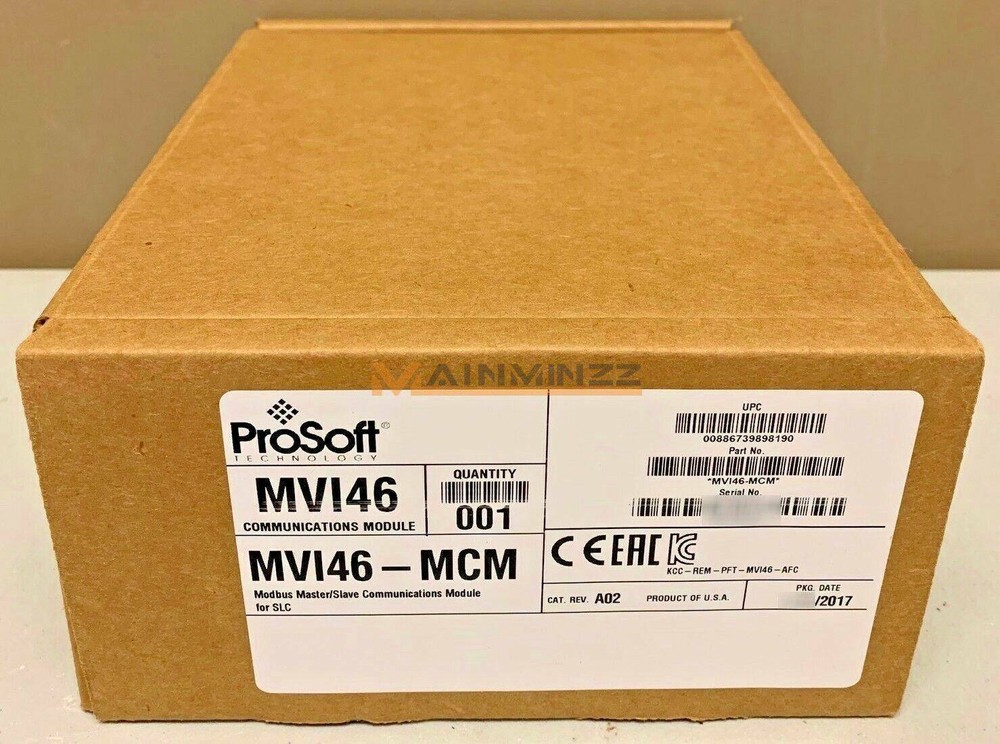 MAINMINZZ
ProSoft®
TECHNOLOGY
MVI46
COMMUNICATIONS MODULE
QUANTITY
001
MVI46-MCM
Modbus Master/Slave Communications Module
for SLC
UPC
00886739898190
Part No.
*MVI46-MCM*
Serial No.
CE EAC KC
KCC-REM-PFT-MVI46-AFC
CAT. REV. A02
PRODUCT OF U.S.A.
PKG. DATE
/2017